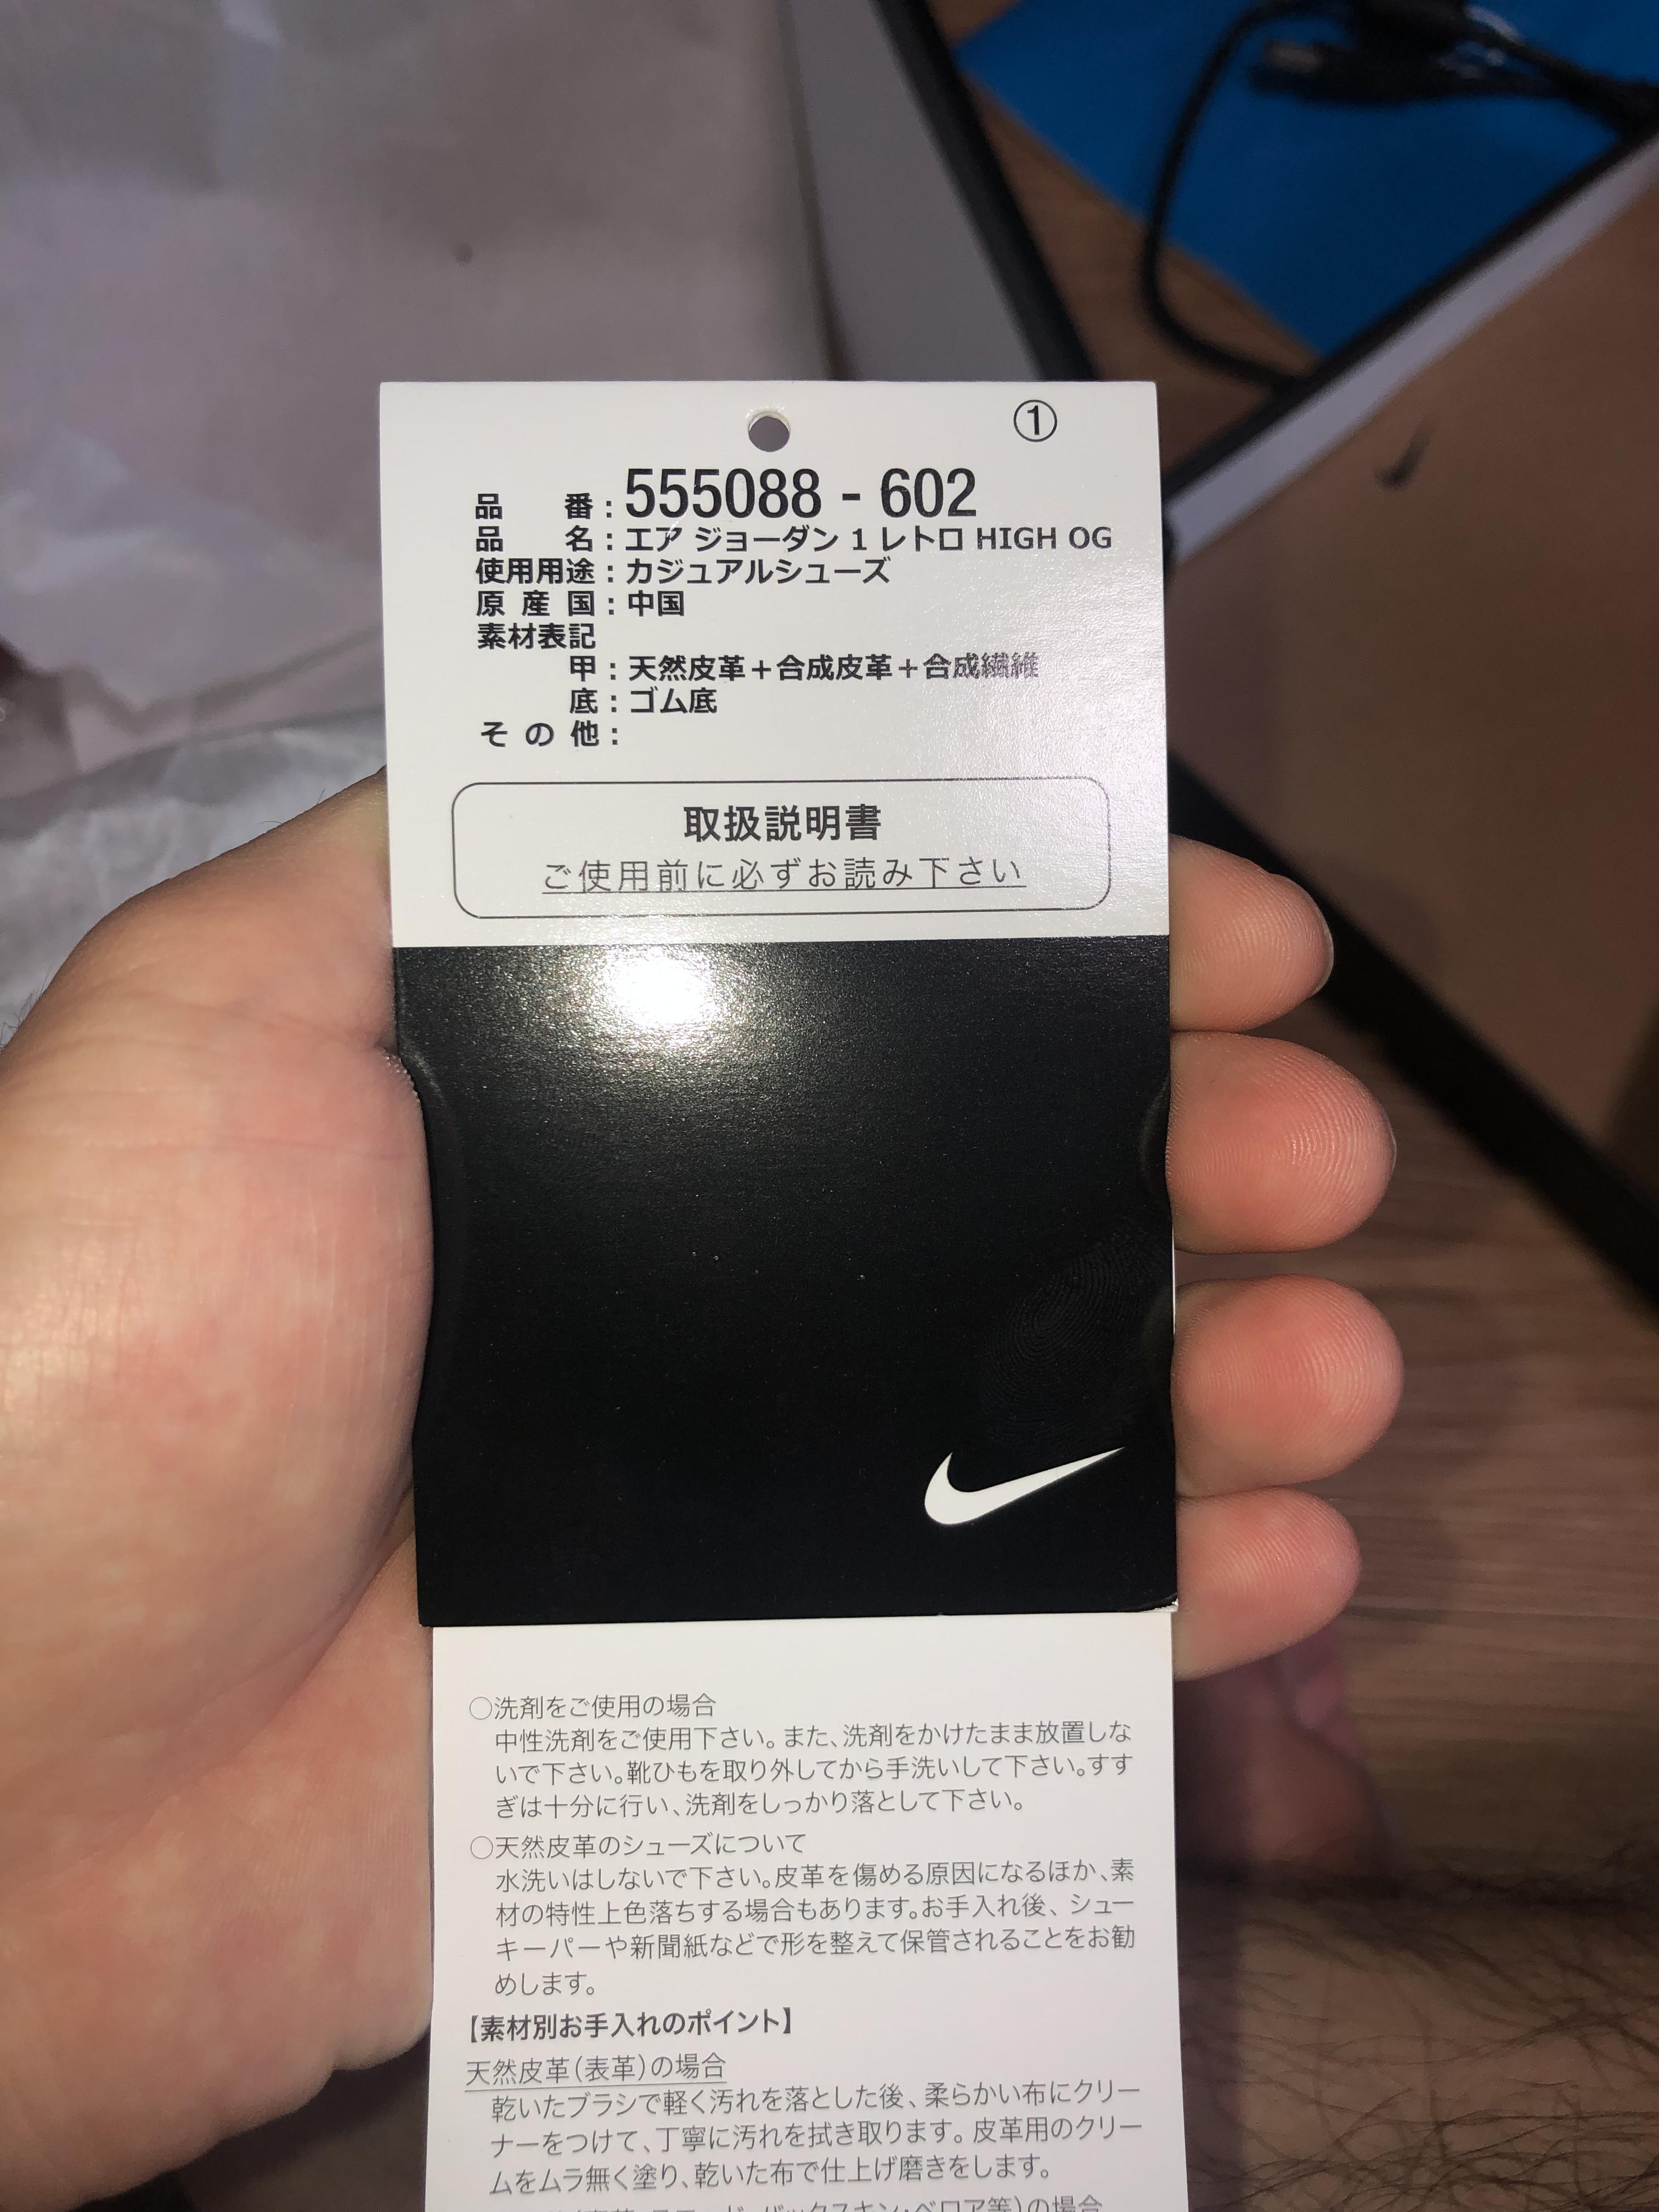 ①
品 番：555088 - 602
品 名：エア ジョーダン 1 レトロ HIGH OG
使用用途：カジュアルシューズ
原 産 国：中国
素材表記
甲：天然皮革＋合成皮革＋合成繊維
底：ゴム底
そ の 他：
取扱説明書
ご使用前に必ずお読み下さい
○洗剤をご使用の場合
中性洗剤をご使用下さい。また、洗剤をかけたまま放置しな
いで下さい。靴ひもを取り外してから手洗いして下さい。すす
ぎは十分に行い、洗剤をしっかり落として下さい。
○天然皮革のシューズについて
水洗いはしないで下さい。皮革を傷める原因になるほか、素
材の特性上色落ちする場合もあります。お手入れ後、シュー
キーパーや新聞紙などで形を整えて保管されることをお勧
めします。
【素材別お手入れのポイント】
天然皮革（表革）の場合
乾いたブラシで軽く汚れを落とした後、柔らかい布にクリー
ナーをつけて、丁寧に汚れを拭き取ります。皮革用のクリー
ムをムラ無く塗り、乾いた布で仕上げ磨きをします。
スエード・バックスキン・ベロア等）の場合